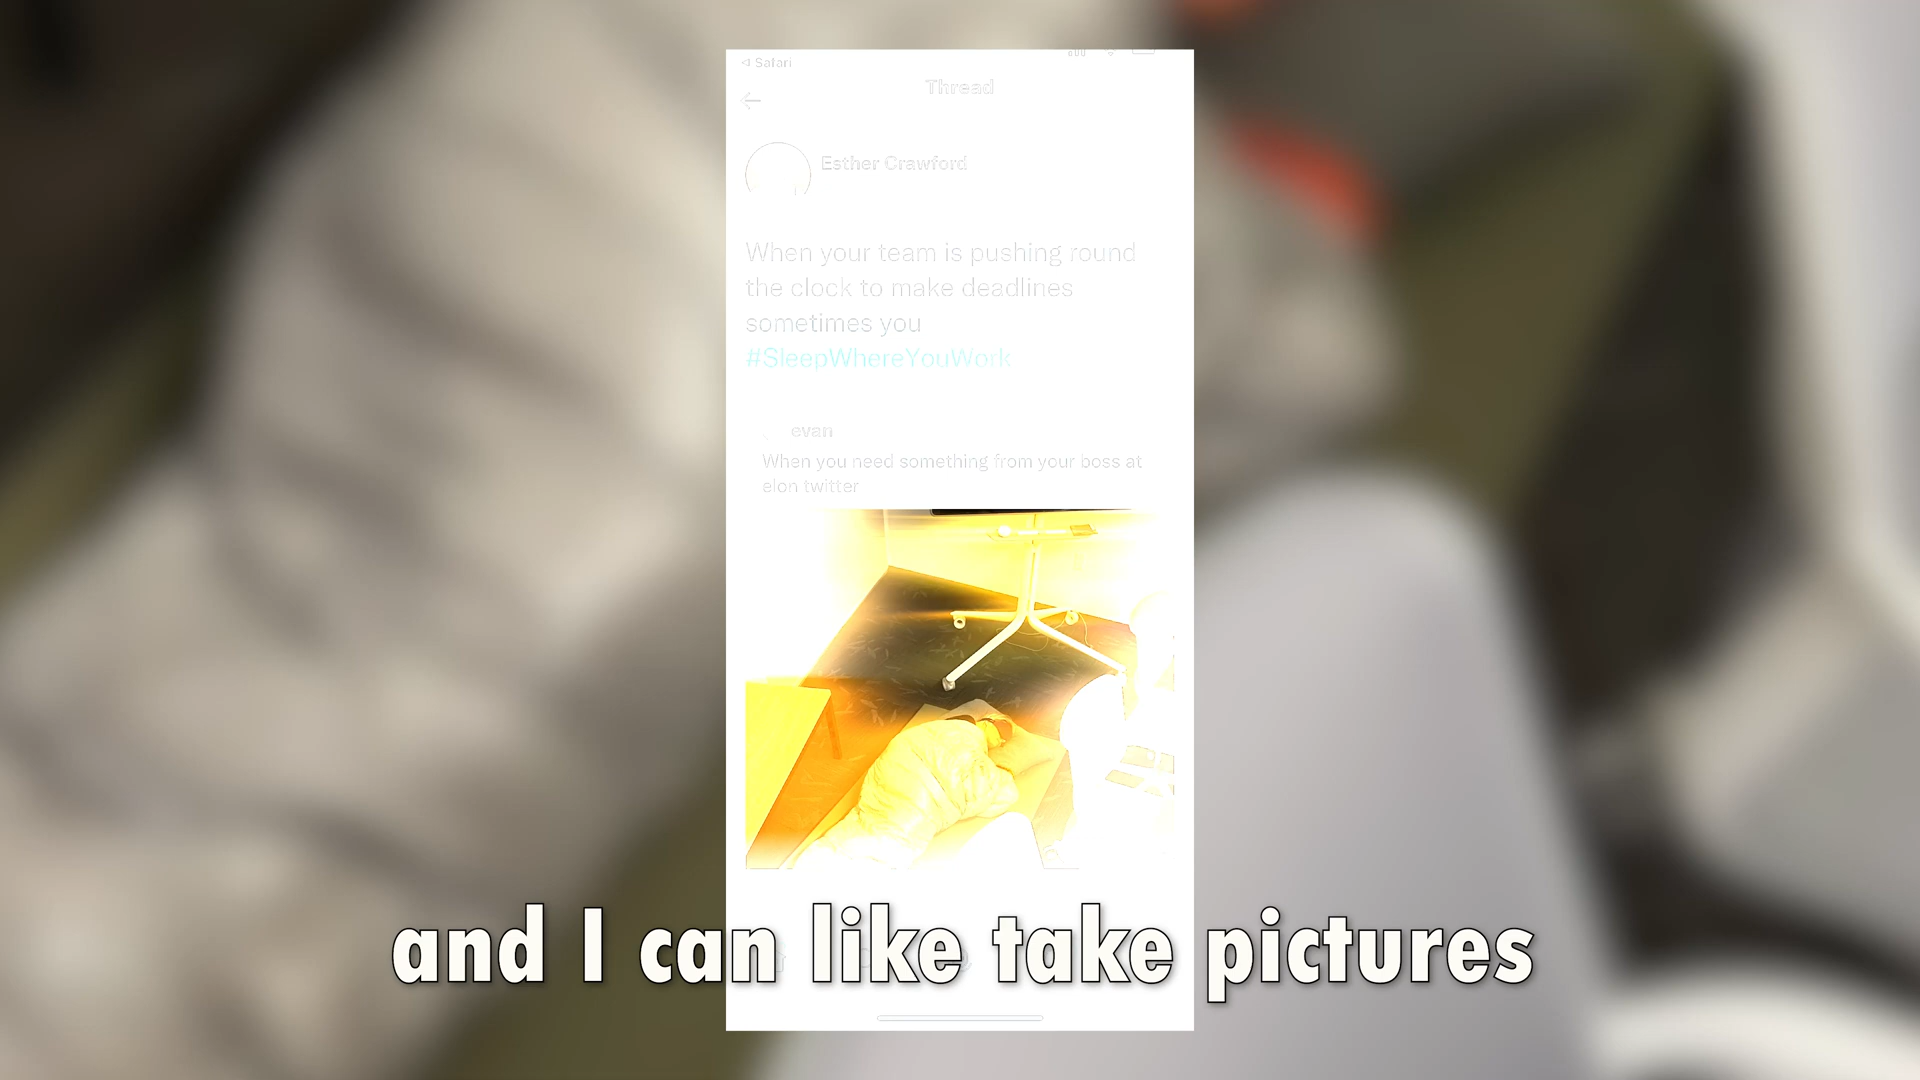 Safari
Thread
Esther Crawford
When your team is pushing round
the clock to make deadlines
sometimes you
#SleepWhereYouWork
evan
When you need something from your boss at
elon twitter
and I can like take pictures